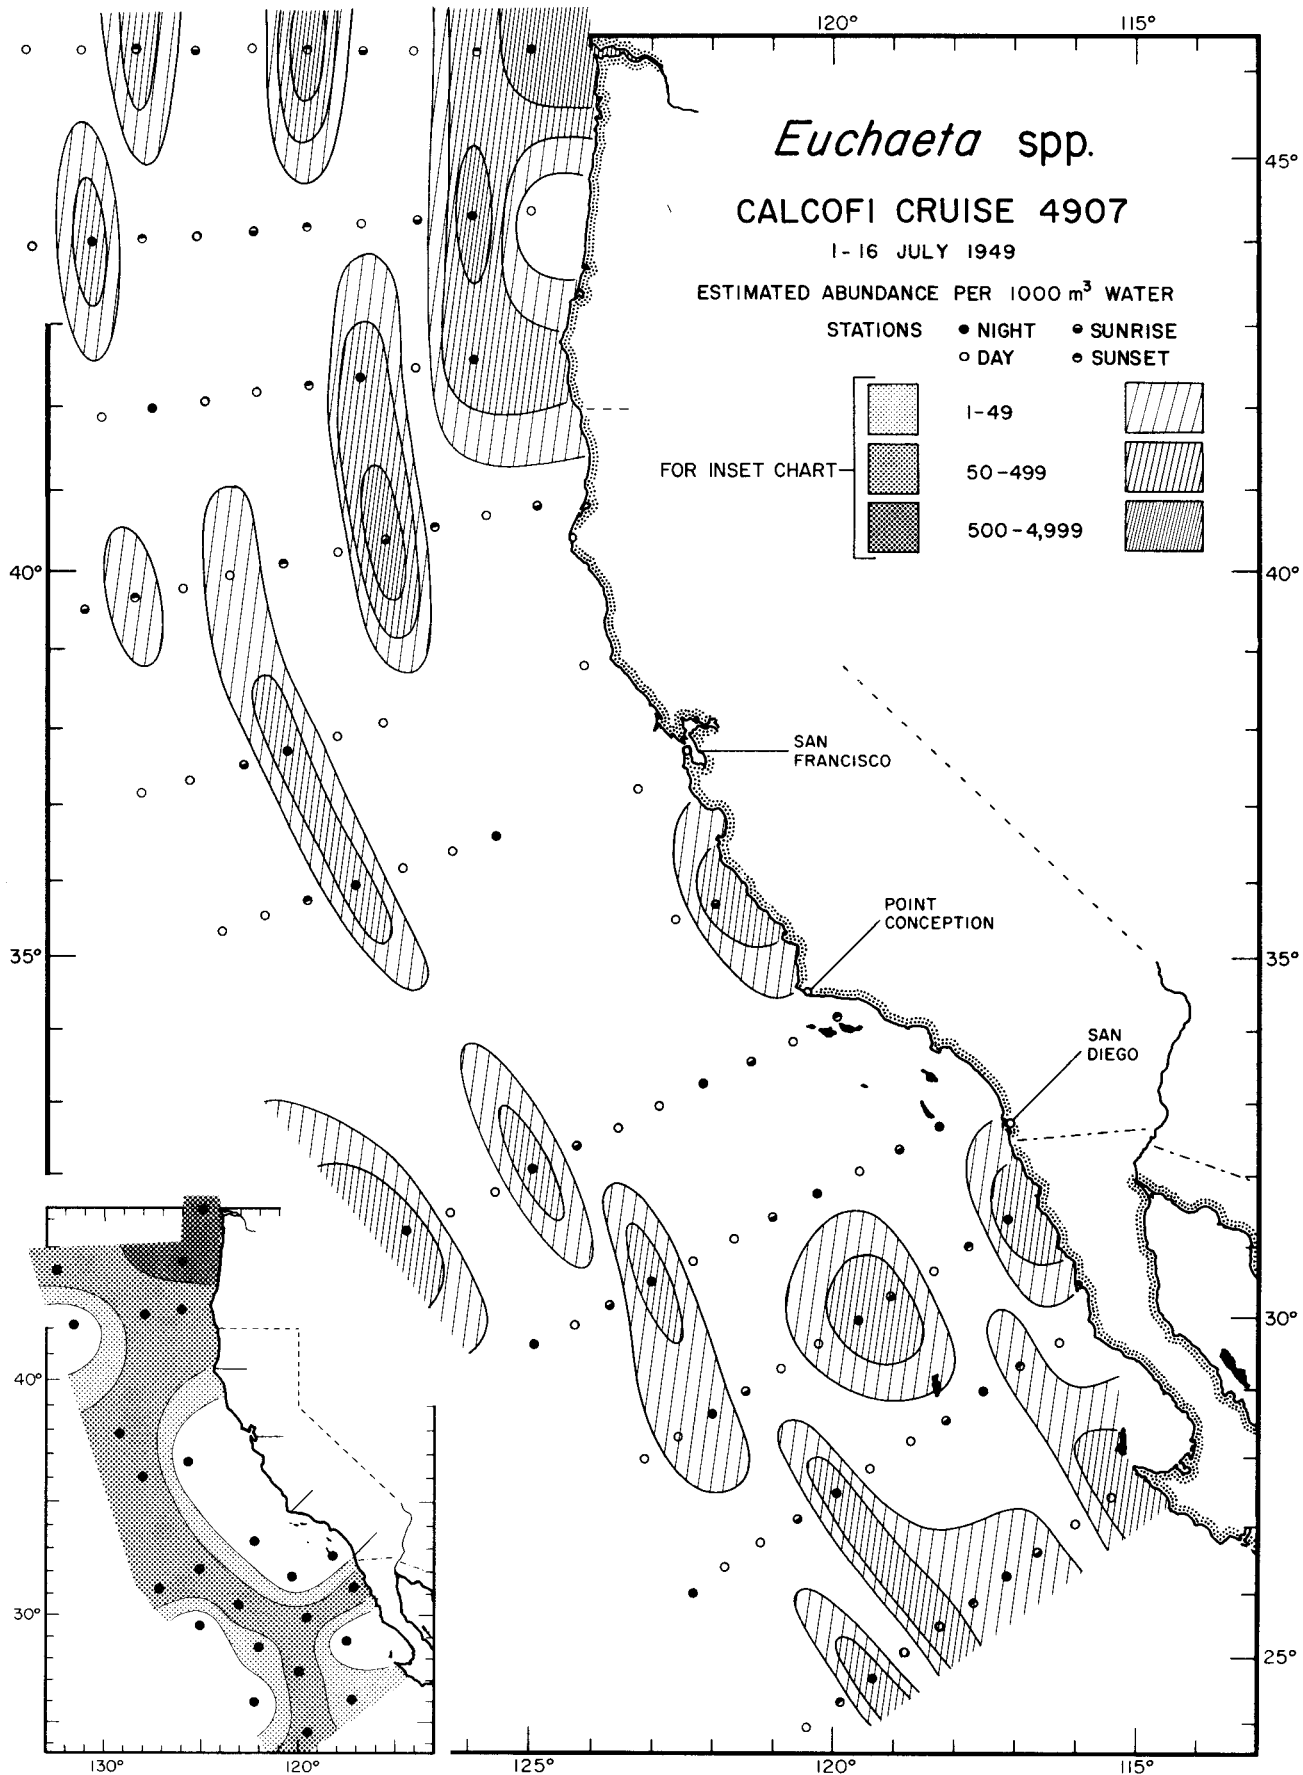 120°
115°
Euchaeta spp.
45°
CALCOFI CRUISE 4907
1-16 JULY 1949
ESTIMATED ABUNDANCE PER 1000 m³ WATER
STATIONS
NIGHT
SUNRISE
DAY
SUNSET
1-49
FOR INSET CHART
50-499
500-4,999
40°
40°
SAN
FRANCISCO
POINT
CONCEPTION
35°
35°
SAN
DIEGO
30°
40°
30°
25°
130°
120°
125°
120°
115°